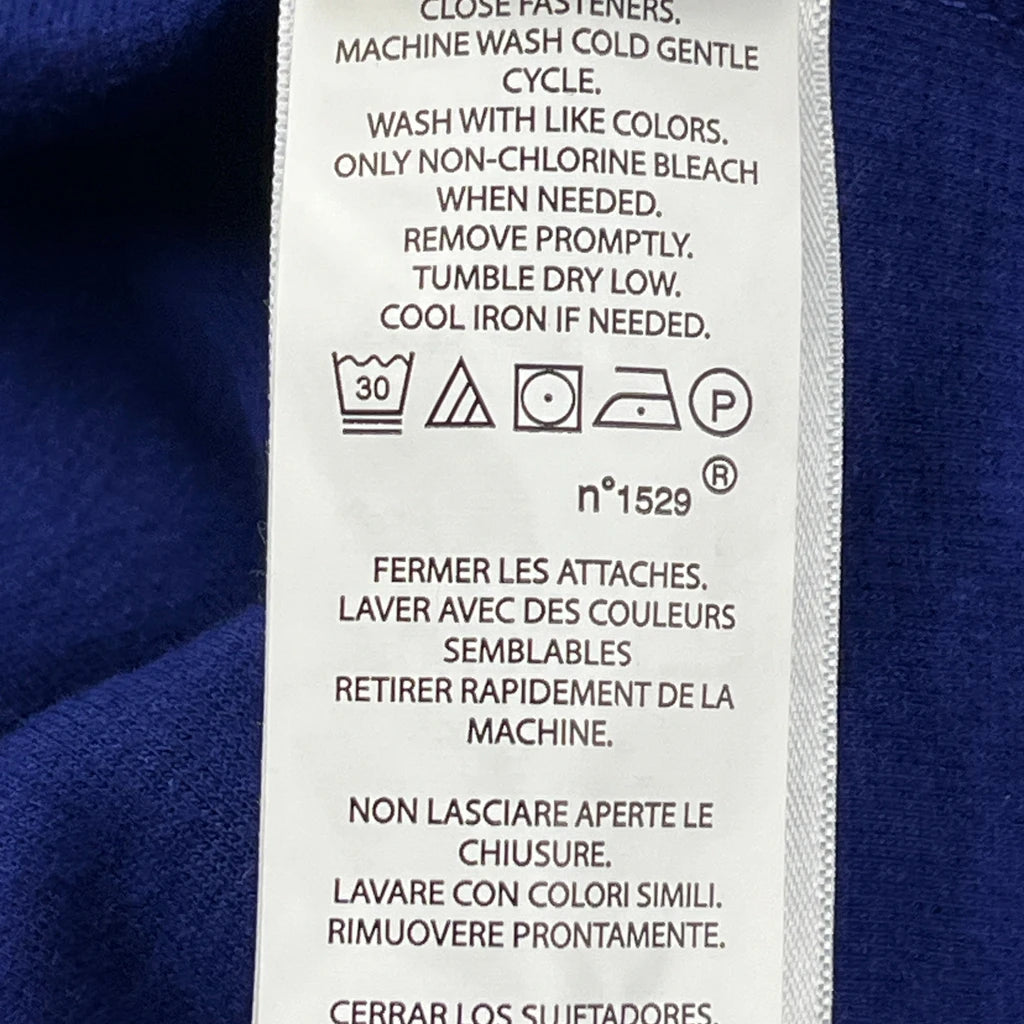 CLOSE FASTENERS.
MACHINE WASH COLD GENTLE
CYCLE.
WASH WITH LIKE COLORS.
ONLY NON-CHLORINE BLEACH
WHEN NEEDED.
REMOVE PROMPTLY.
TUMBLE DRY LOW.
COOL IRON IF NEEDED.
30 P
n°1529 ®
FERMER LES ATTACHES.
LAVER AVEC DES COULEURS
SEMBLABLES
RETIRER RAPIDEMENT DE LA
MACHINE.
NON LASCIARE APERTE LE
CHIUSURE.
LAVARE CON COLORI SIMILI.
RIMUOVERE PRONTAMENTE.
CERRAR LOS SUJETADORES.